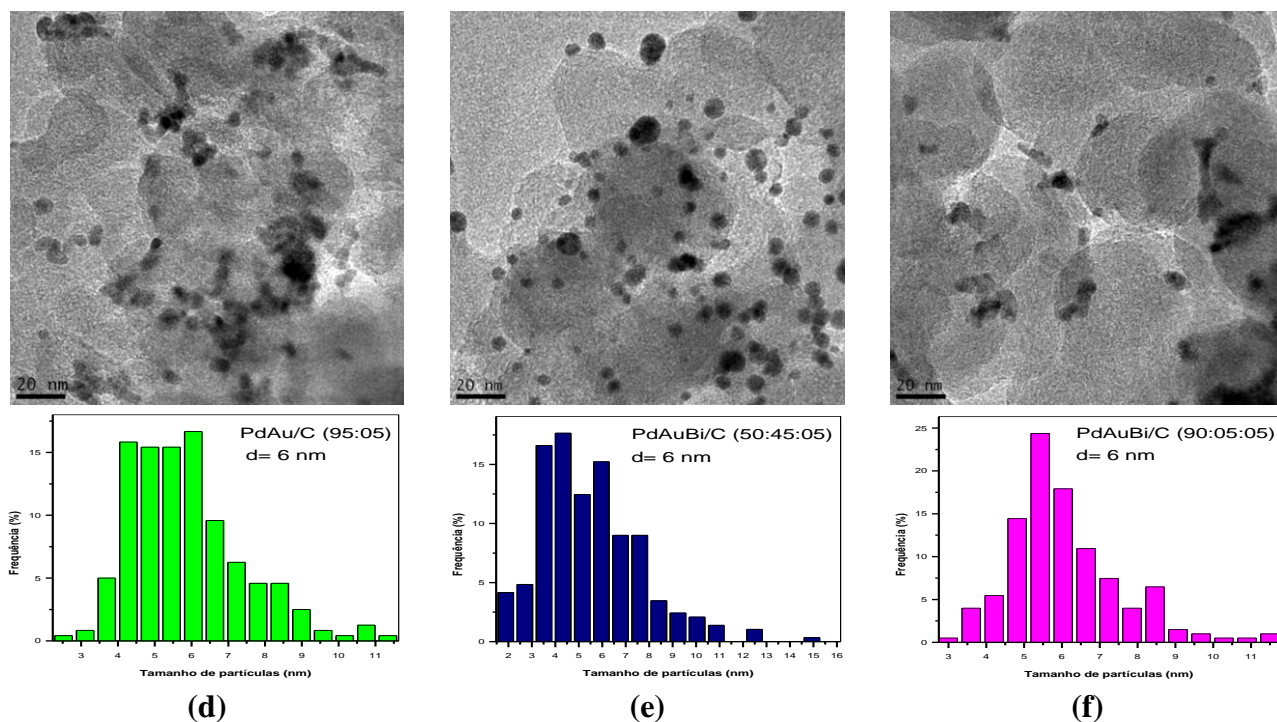 20 nm
20 nm
20 nm
PdAu/C (95:05)
d= 6 nm
Frequência (%)
15
10
5
0
3 4 5 6 7 8 9 10 11
Tamanho de partículas (nm)
(d)
PdAuBi/C (50:45:05)
d= 6 nm
Frequência (%)
15
10
5
0
2 3 4 5 6 7 8 9 10 11 12 13 14 15 16
Tamanho de partículas (nm)
(e)
PdAuBi/C (90:05:05)
d= 6 nm
Frequência (%)
25
20
15
10
5
0
3 4 5 6 7 8 9 10 11
Tamanho de partículas (nm)
(f)